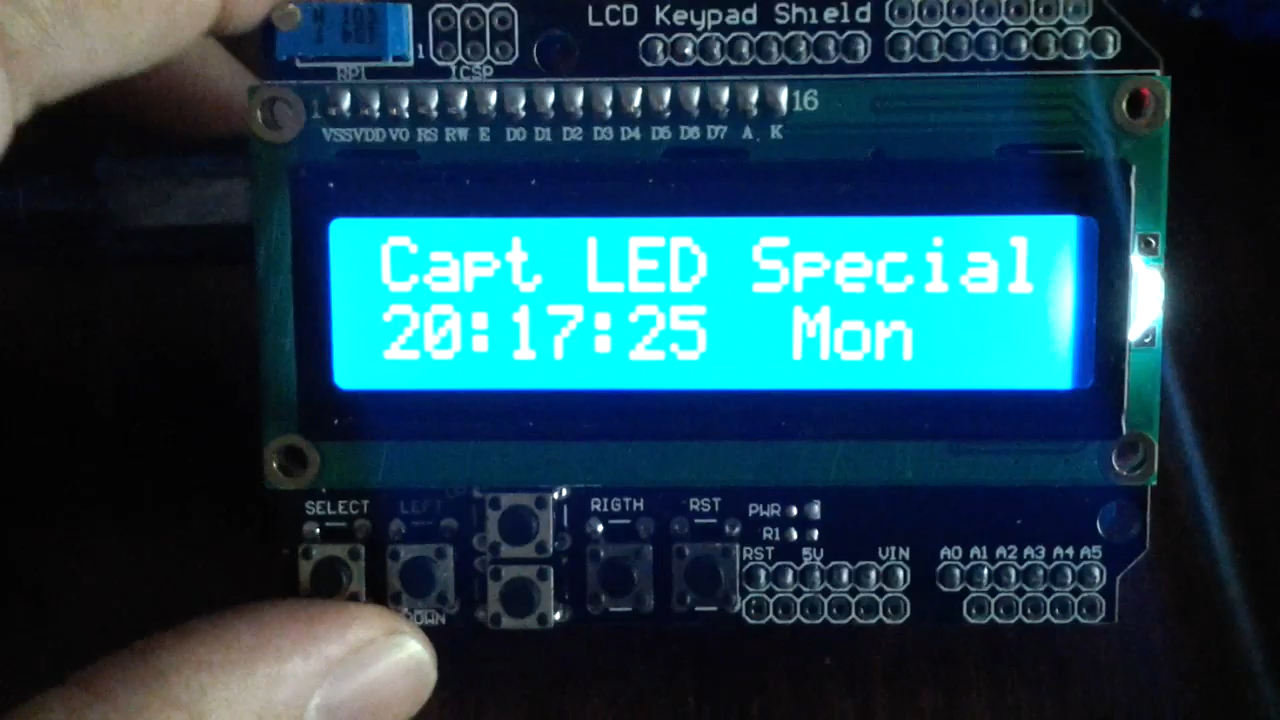 LCD Keypad Shield
1
RP1
ICSP
1
16
VSS VDD VO RS RW E D0 D1 D2 D3 D4 D5 D6 D7 A K
Capt LED Special
20:17:25 Mon
SELECT LEFT RIGTH RST
PWR
R1
RST 5V VIN A0 A1 A2 A3 A4 A5
DOWN